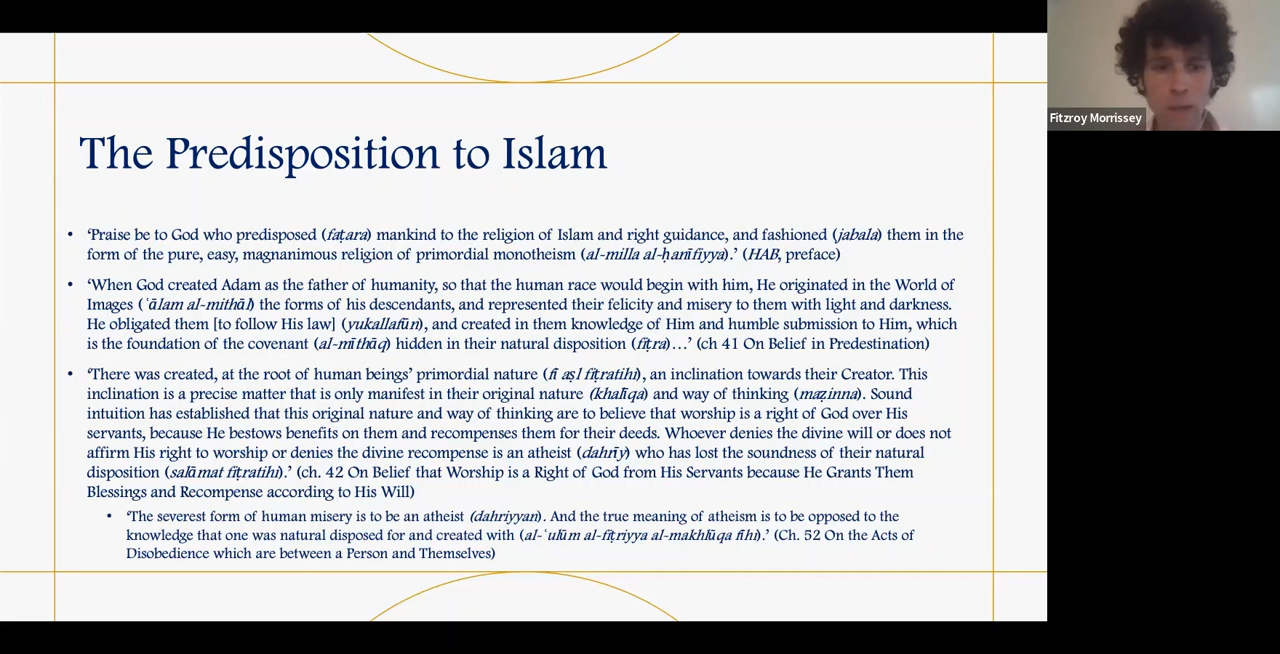 The Predisposition to Islam
• ‘Praise be to God who predisposed (faṭara) mankind to the religion of Islam and right guidance, and fashioned (jabala) them in the
form of the pure, easy, magnanimous religion of primordial monotheism (al-milla al-ḥanīfiyya).’ (HAB, preface)
• ‘When God created Adam as the father of humanity, so that the human race would begin with him, He originated in the World of
Images (ʿālam al-mithāl) the forms of his descendants, and represented their felicity and misery to them with light and darkness.
He obligated them [to follow His law] (yukallafūn), and created in them knowledge of Him and humble submission to Him, which
is the foundation of the covenant (al-mīthāq) hidden in their natural disposition (fiṭra)…’ (ch 41 On Belief in Predestination)
• ‘There was created, at the root of human beings’ primordial nature (fī aṣl fiṭratihi), an inclination towards their Creator. This
inclination is a precise matter that is only manifest in their original nature (khalīqa) and way of thinking (maẓinna). Sound
intuition has established that this original nature and way of thinking are to believe that worship is a right of God over His
servants, because He bestows benefits on them and recompenses them for their deeds. Whoever denies the divine will or does not
affirm His right to worship or denies the divine recompense is an atheist (dahrīy) who has lost the soundness of their natural
disposition (salāmat fiṭratihi).’ (ch. 42 On Belief that Worship is a Right of God from His Servants because He Grants Them
Blessings and Recompense according to His Will)
• ‘The severest form of human misery is to be an atheist (dahriyyan). And the true meaning of atheism is to be opposed to the
knowledge that one was natural disposed for and created with (al-ʿulūm al-fiṭriyya al-makhlūqa fīhi).’ (Ch. 52 On the Acts of
Disobedience which are between a Person and Themselves)
Fitzroy Morrissey